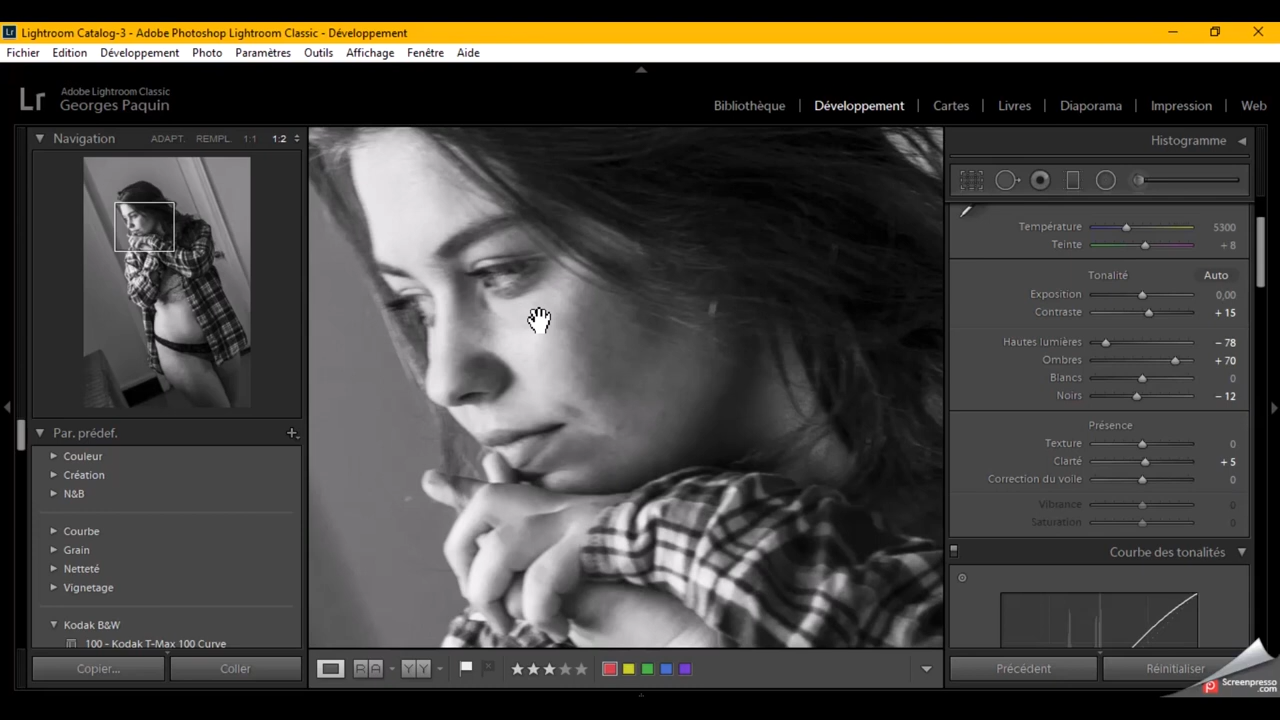 Lightroom Catalog-3 - Adobe Photoshop Lightroom Classic - Développement
Fichier Edition Développement Photo Paramètres Outils Affichage Fenêtre Aide
Lr Adobe Lightroom Classic
Georges Paquin
Bibliothèque | Développement | Cartes | Livres | Diaporama | Impression | Web
Navigation ADAPT. REMPL. 1:1 1:2
Histogramme
Température 5300
Teinte + 8
Tonalité Auto
Exposition 0,00
Contraste + 15
Hautes lumières − 78
Ombres + 70
Blancs 0
Noirs − 12
Présence
Texture 0
Clarté + 5
Correction du voile 0
Vibrance 0
Saturation 0
Courbe des tonalités
Par. prédef.
Couleur
Création
N&B
Courbe
Grain
Netteté
Vignetage
Kodak B&W
100 - Kodak T-Max 100 Curve
Copier... Coller
R A Y Y
Précédent Réinitialiser
Screenpresso
.com